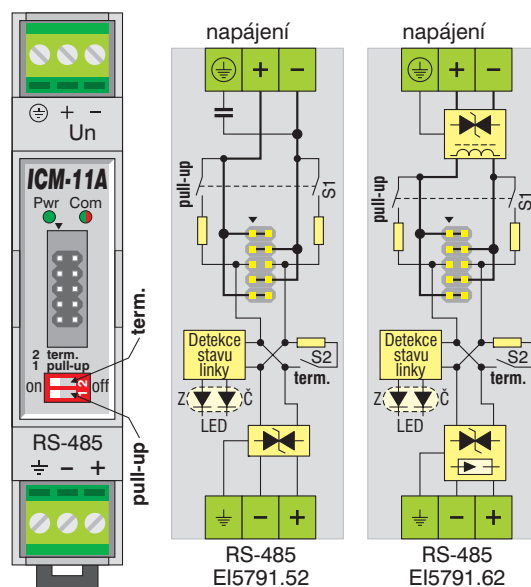 + −
Un
ICM-11A
Pwr Com
2 term.
1 pull-up
on 1 2 off
RS-485
− +
term.
pull-up
napájení
+ −
pull-up
S1
Detekce
stavu
linky
S2
term.
Z Č
LED
− +
RS-485
EI5791.52
napájení
+ −
pull-up
S1
Detekce
stavu
linky
S2
term.
Z Č
LED
− +
RS-485
EI5791.62